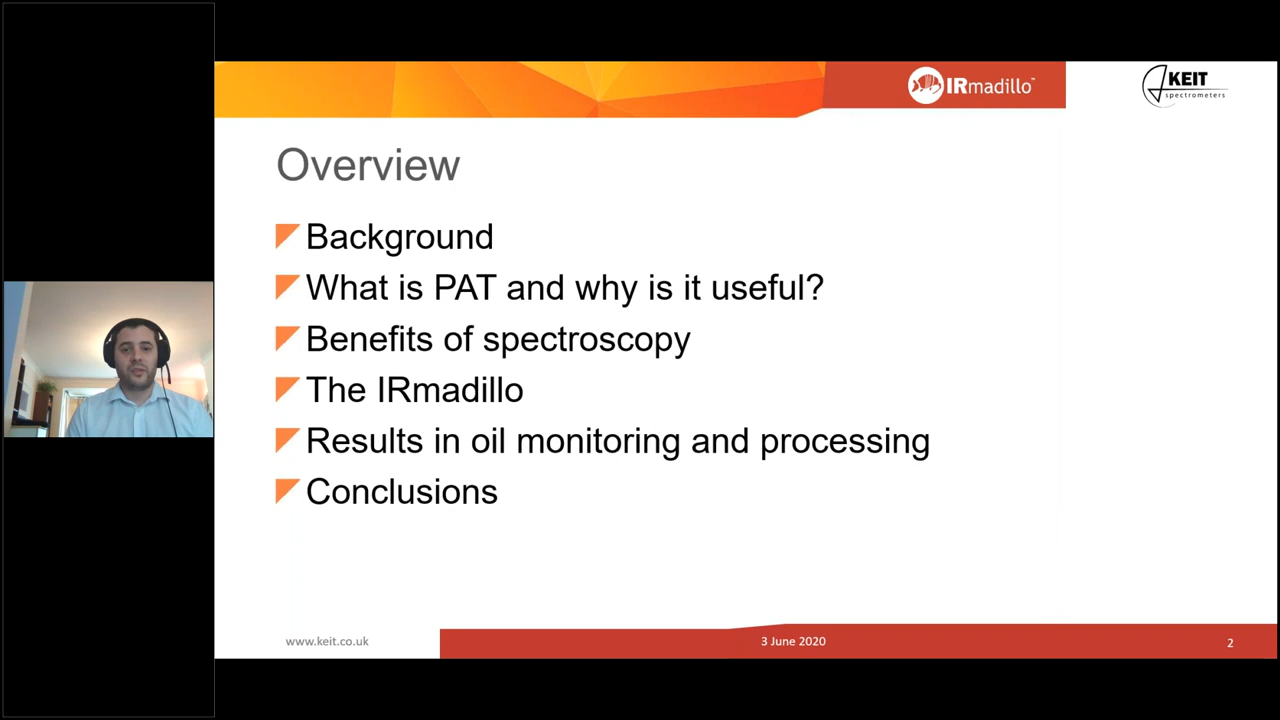 IRmadillo™
KEIT
spectrometers
Overview
Background
What is PAT and why is it useful?
Benefits of spectroscopy
The IRmadillo
Results in oil monitoring and processing
Conclusions
www.keit.co.uk
3 June 2020
2